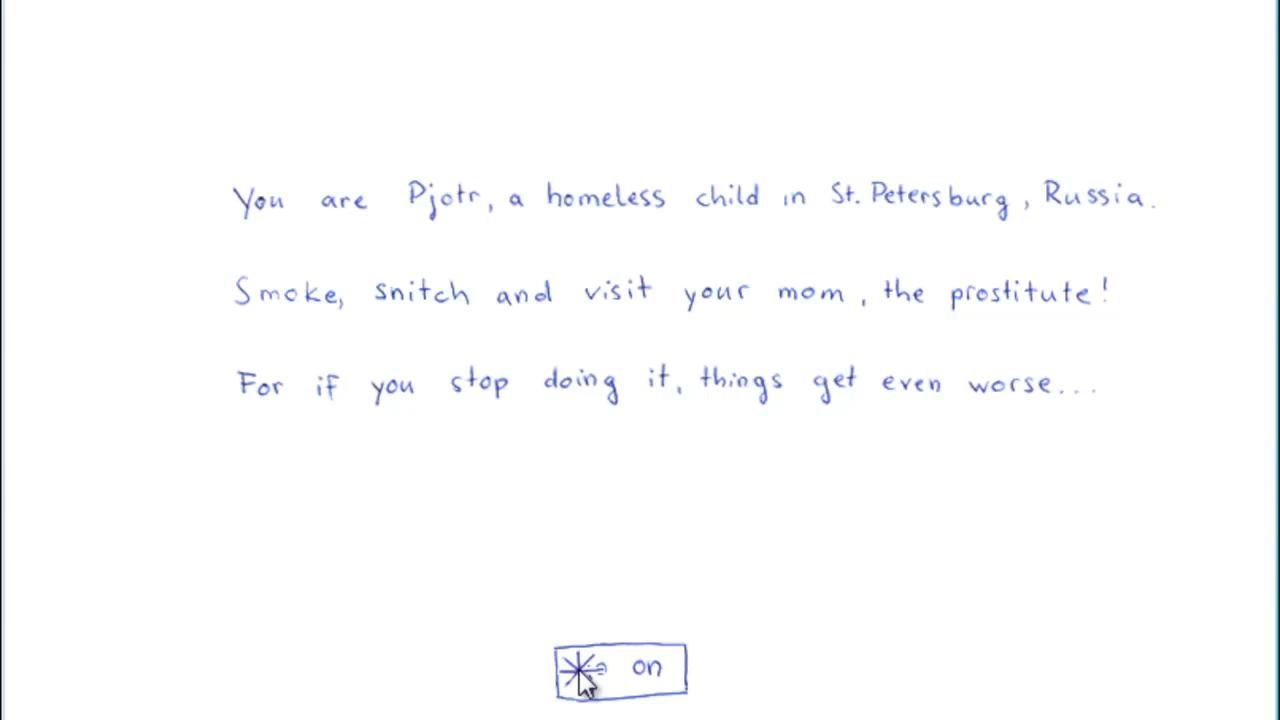 You are Pjotr, a homeless child in St. Petersburg, Russia.
Smoke, snitch and visit your mom, the prostitute!
For if you stop doing it, things get even worse...
on